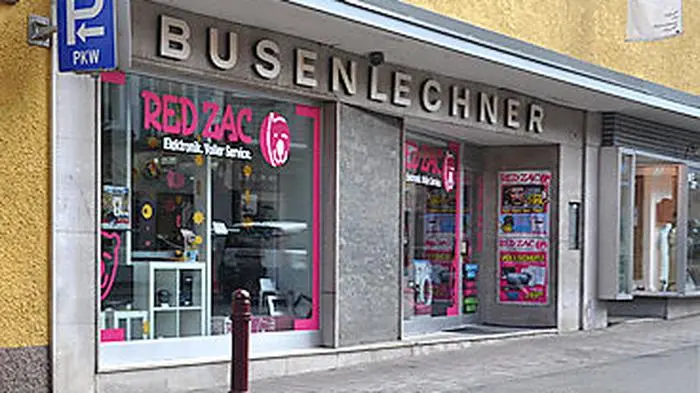 PKW
BUSENLECHNER
RED ZAC
Elektronik. Voller Service.
RED ZAC
RED ZAC
RED ZAC